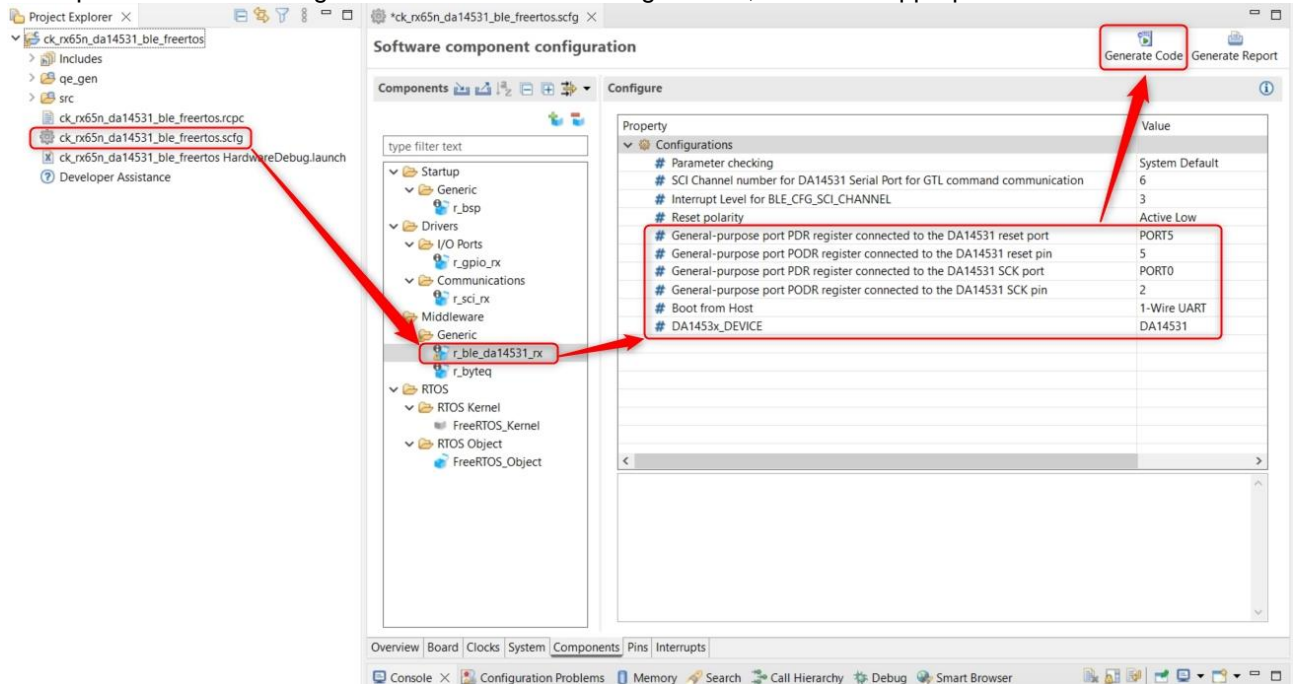 Project Explorer
ck_rx65n_da14531_ble_freertos
Includes
qe_gen
src
ck_rx65n_da14531_ble_freertos.rcpc
ck_rx65n_da14531_ble_freertos.scfg
ck_rx65n_da14531_ble_freertos HardwareDebug.launch
Developer Assistance
*ck_rx65n_da14531_ble_freertos.scfg
Software component configuration
Generate Code Generate Report
Components
type filter text
Startup
Generic
r_bsp
Drivers
I/O Ports
r_gpio_rx
Communications
r_sci_rx
Middleware
Generic
r_ble_da14531_rx
r_byteq
RTOS
RTOS Kernel
FreeRTOS_Kernel
RTOS Object
FreeRTOS_Object
Configure
Property Value
Configurations
# Parameter checking System Default
# SCI Channel number for DA14531 Serial Port for GTL command communication 6
# Interrupt Level for BLE_CFG_SCI_CHANNEL 3
# Reset polarity Active Low
# General-purpose port PDR register connected to the DA14531 reset port PORT5
# General-purpose port PODR register connected to the DA14531 reset pin 5
# General-purpose port PDR register connected to the DA14531 SCK port PORT0
# General-purpose port PODR register connected to the DA14531 SCK pin 2
# Boot from Host 1-Wire UART
# DA1453x_DEVICE DA14531
Overview Board Clocks System Components Pins Interrupts
Console Configuration Problems Memory Search Call Hierarchy Debug Smart Browser